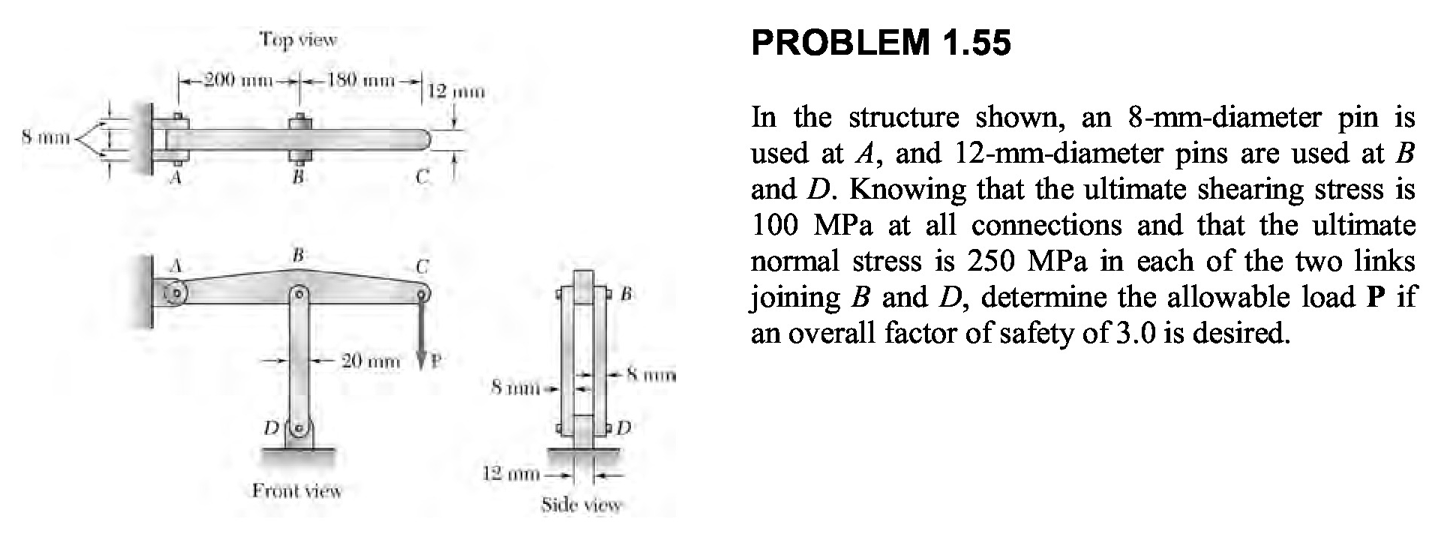 Top view
200 mm
180 mm
12 mm
8 mm
A
B
C
A
B
C
B
20 mm
P
8 mm
8 mm
D
D
12 mm
Front view
Side view
PROBLEM 1.55
In the structure shown, an 8-mm-diameter pin is
used at A, and 12-mm-diameter pins are used at B
and D. Knowing that the ultimate shearing stress is
100 MPa at all connections and that the ultimate
normal stress is 250 MPa in each of the two links
joining B and D, determine the allowable load P if
an overall factor of safety of 3.0 is desired.